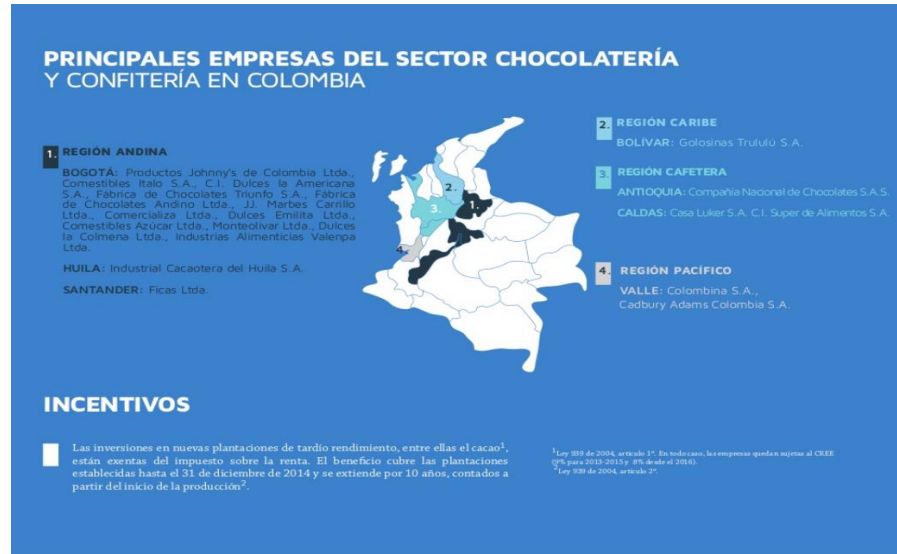 PRINCIPALES EMPRESAS DEL SECTOR CHOCOLATERÍA
Y CONFITERÍA EN COLOMBIA
1. REGIÓN ANDINA
BOGOTÁ: Productos Johnny's de Colombia Ltda.,
Comestibles Italo S.A., C.I. Dulces la Americana
S.A., Fábrica de Chocolates Triunfo S.A., Fábrica
de Chocolates Andino Ltda., JJ. Marbes Carrillo
Ltda., Comercializa Ltda., Dulces Emilita Ltda.,
Comestibles Azúcar Ltda., Monteolivar Ltda., Dulces
la Colmena Ltda., Industrias Alimenticias Valenpa
Ltda.
HUILA: Industrial Cacaotera del Huila S.A.
SANTANDER: Ficas Ltda.
2.
1.
3.
4.
2. REGIÓN CARIBE
BOLÍVAR: Golosinas Trululú S.A.
3. REGIÓN CAFETERA
ANTIOQUIA: Compañía Nacional de Chocolates S.A.S.
CALDAS: Casa Luker S.A. C.I. Super de Alimentos S.A.
4. REGIÓN PACÍFICO
VALLE: Colombina S.A.,
Cadbury Adams Colombia S.A.
INCENTIVOS
Las inversiones en nuevas plantaciones de tardío rendimiento, entre ellas el cacao¹,
están exentas del impuesto sobre la renta. El beneficio cubre las plantaciones
establecidas hasta el 31 de diciembre de 2014 y se extiende por 10 años, contados a
partir del inicio de la producción².
¹Ley 939 de 2004, artículo 1°. En todo caso, las empresas quedan sujetas al CREE
(9% para 2013-2015 y 8% desde el 2016).
²Ley 939 de 2004, artículo 2°.